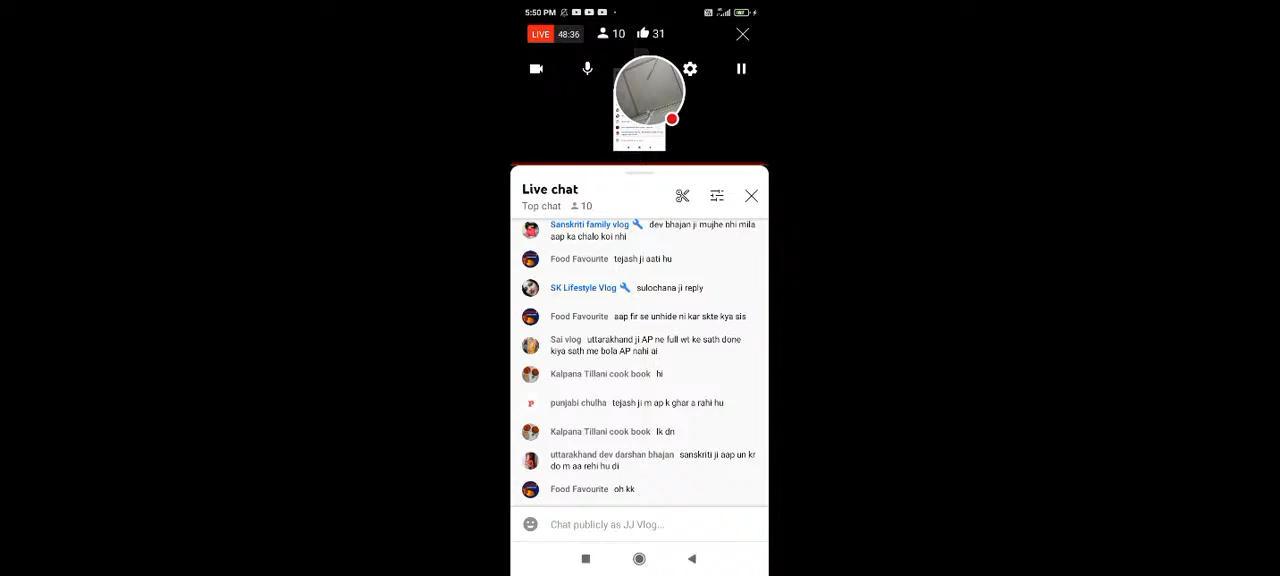 5:50 PM
LIVE 48:36 10 31
Live chat
Top chat 10
Sanskriti family vlog dev bhajan ji mujhe nhi mila
aap ka chalo koi nhi
Food Favourite tejash ji aati hu
SK Lifestyle Vlog sulochana ji reply
Food Favourite aap fir se unhide ni kar skte kya sis
Sai vlog uttarakhand ji AP ne full wt ke sath done
kiya sath me bola AP nahi ai
Kalpana Tillani cook book hi
P punjabi chulha tejash ji m ap k ghar a rahi hu
Kalpana Tillani cook book lk dn
uttarakhand dev darshan bhajan sanskriti ji aap un kr
do m aa rehi hu di
Food Favourite oh kk
Chat publicly as JJ Vlog...